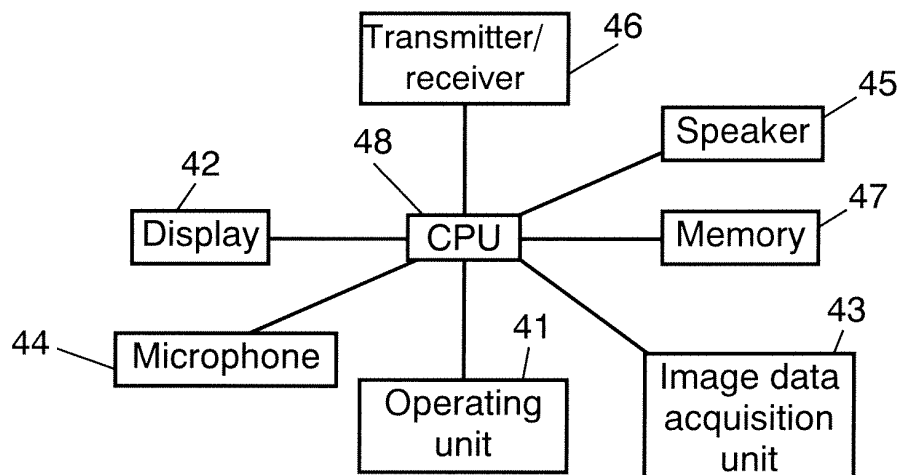 46
Transmitter/
receiver
45
Speaker
48
42
47
Display
CPU
Memory
43
44
41
Microphone
Image data
acquisition
unit
Operating
unit